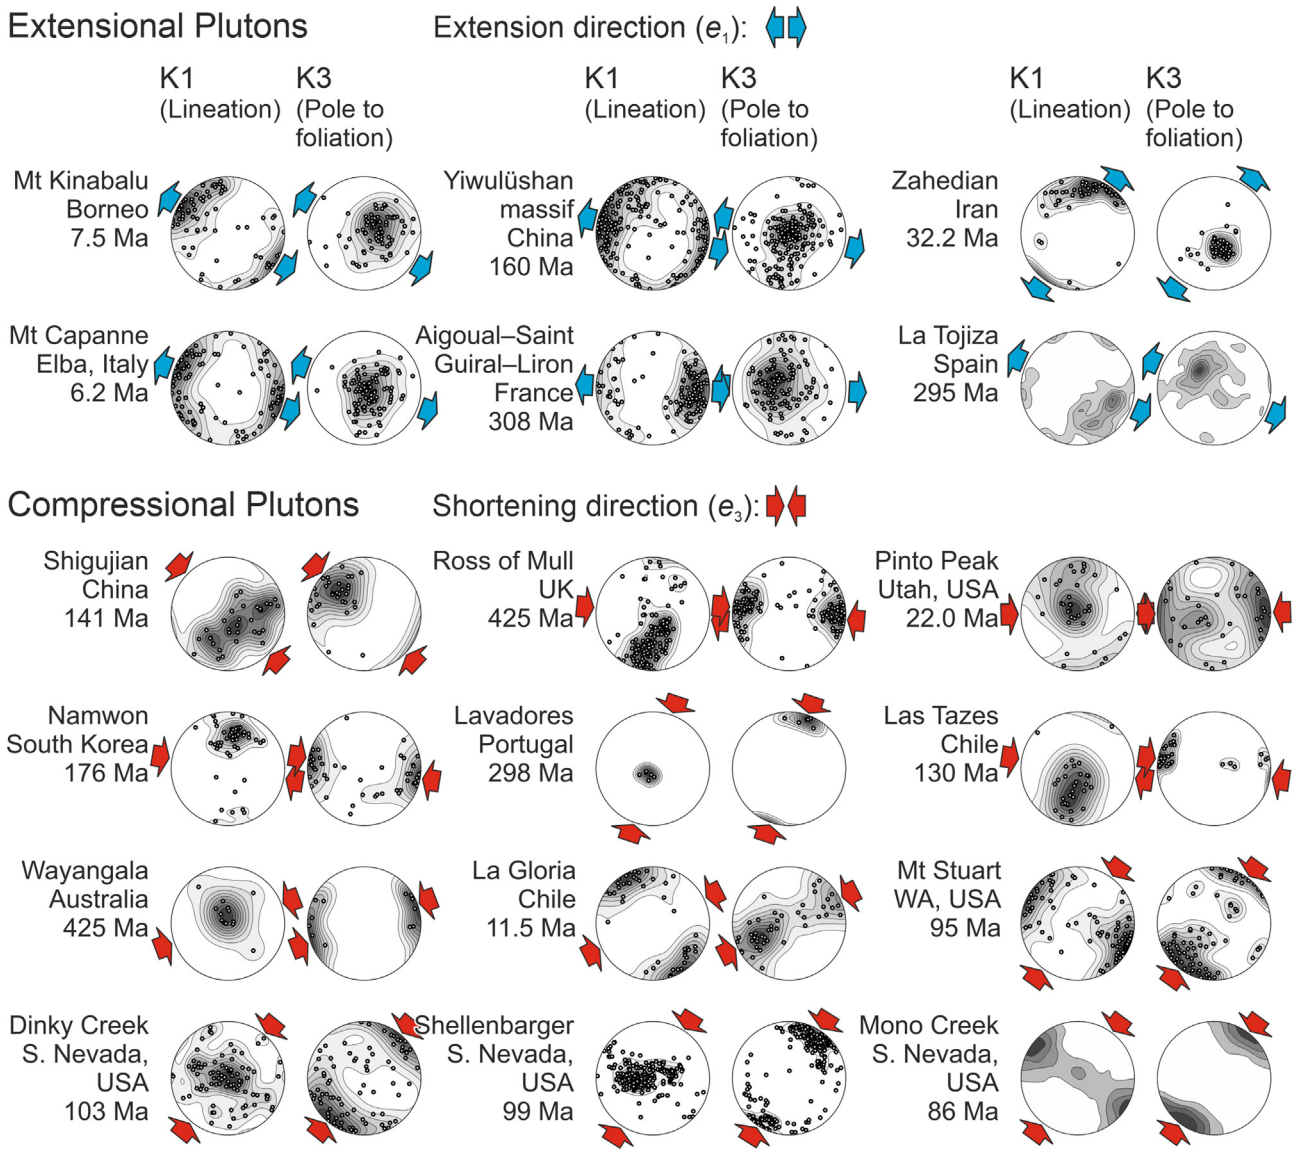 Extensional Plutons
Extension direction (e1):
K1
(Lineation)
K3
(Pole to
foliation)
K1
(Lineation)
K3
(Pole to
foliation)
K1
(Lineation)
K3
(Pole to
foliation)
Mt Kinabalu
Borneo
7.5 Ma
Yiwulüshan
massif
China
160 Ma
Zahedian
Iran
32.2 Ma
Mt Capanne
Elba, Italy
6.2 Ma
Aigoual–Saint
Guiral–Liron
France
308 Ma
La Tojiza
Spain
295 Ma
Compressional Plutons
Shortening direction (e3):
Shigujian
China
141 Ma
Ross of Mull
UK
425 Ma
Pinto Peak
Utah, USA
22.0 Ma
Namwon
South Korea
176 Ma
Lavadores
Portugal
298 Ma
Las Tazes
Chile
130 Ma
Wayangala
Australia
425 Ma
La Gloria
Chile
11.5 Ma
Mt Stuart
WA, USA
95 Ma
Dinky Creek
S. Nevada,
USA
103 Ma
Shellenbarger
S. Nevada,
USA
99 Ma
Mono Creek
S. Nevada,
USA
86 Ma